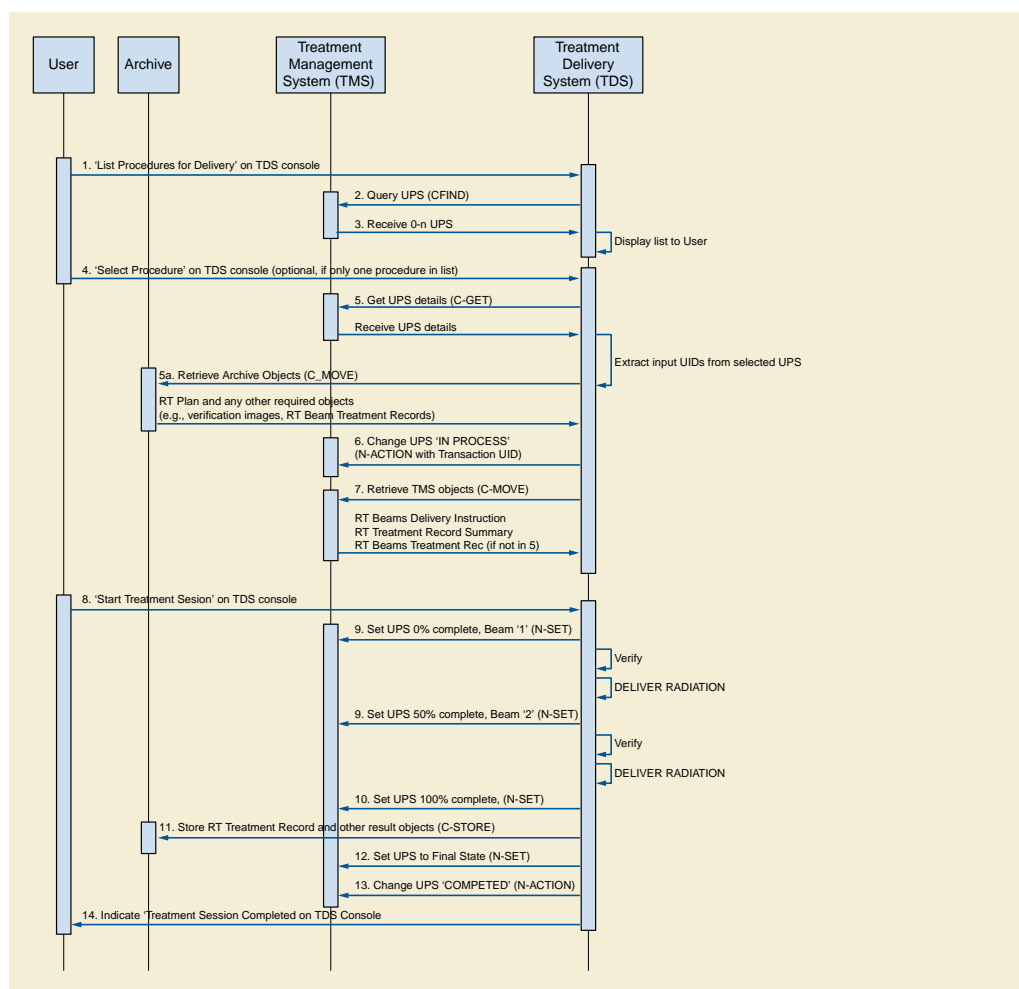 User
Archive
Treatment
Management
System (TMS)
Treatment
Delivery
System (TDS)
1. 'List Procedures for Delivery' on TDS console
2. Query UPS (CFIND)
3. Receive 0-n UPS
Display list to User
4. 'Select Procedure' on TDS console (optional, if only one procedure in list)
5. Get UPS details (C-GET)
Receive UPS details
Extract input UIDs from selected UPS
5a. Retrieve Archive Objects (C_MOVE)
RT Plan and any other required objects
(e.g., verification images, RT Beam Treatment Records)
6. Change UPS 'IN PROCESS'
(N-ACTION with Transaction UID)
7. Retrieve TMS objects (C-MOVE)
RT Beams Delivery Instruction
RT Treatment Record Summary
RT Beams Treatment Rec (if not in 5)
8. 'Start Treatment Sesion' on TDS console
9. Set UPS 0% complete, Beam '1' (N-SET)
Verify
DELIVER RADIATION
9. Set UPS 50% complete, Beam '2' (N-SET)
Verify
DELIVER RADIATION
10. Set UPS 100% complete, (N-SET)
11. Store RT Treatment Record and other result objects (C-STORE)
12. Set UPS to Final State (N-SET)
13. Change UPS 'COMPETED' (N-ACTION)
14. Indicate 'Treatment Session Completed on TDS Console